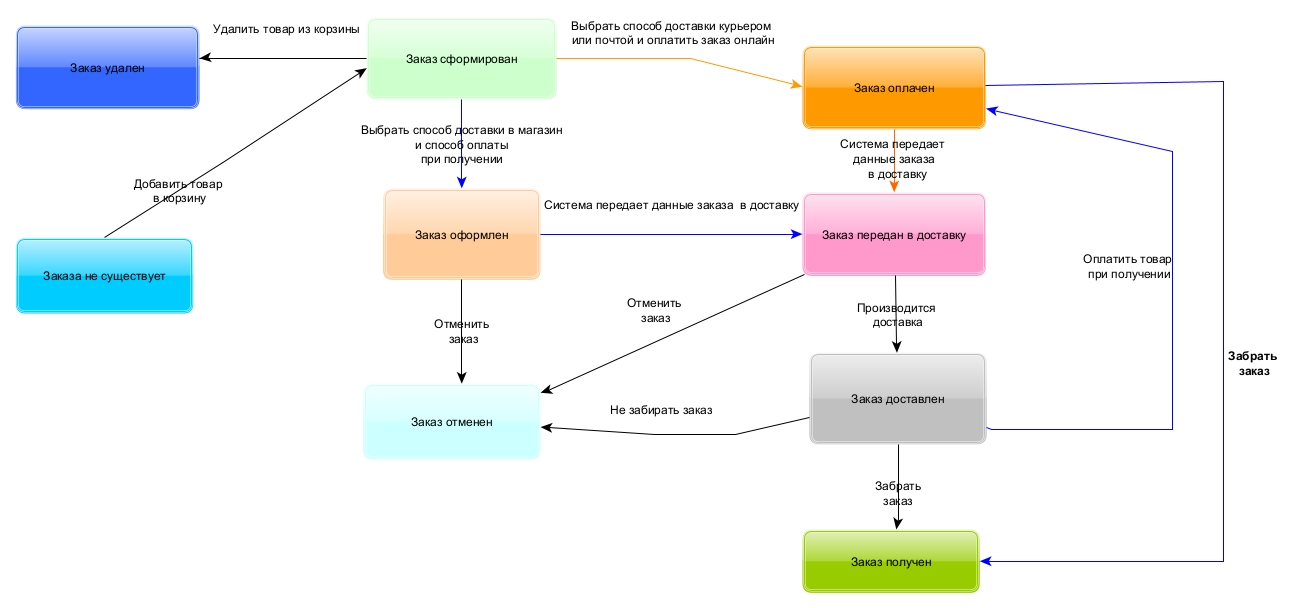 Удалить товар из корзины
Выбрать способ доставки курьером
или почтой и оплатить заказ онлайн
Заказ удален
Заказ сформирован
Заказ оплачен
Выбрать способ доставки в магазин
и способ оплаты
при получении
Система передает
данные заказа
в доставку
Добавить товар
в корзину
Система передает данные заказа в доставку
Заказ оформлен
Заказ передан в доставку
Заказа не существует
Оплатить товар
при получении
Отменить
заказ
Отменить
заказ
Производится
доставка
Забрать
заказ
Заказ отменен
Не забирать заказ
Заказ доставлен
Забрать
заказ
Заказ получен